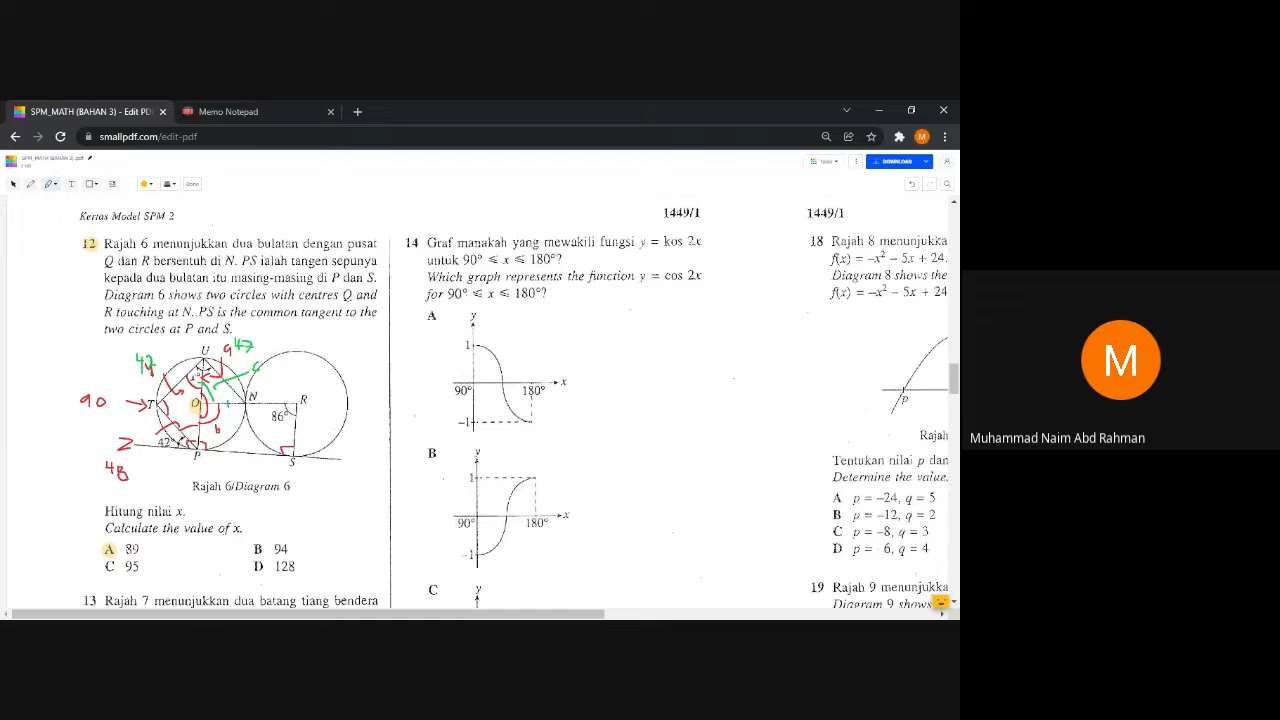 SPM_MATH (BAHAN 3) - Edit PDF
Memo Notepad
smallpdf.com/edit-pdf
SPM_MATH (BAHAN 3).pdf
Tools
DOWNLOAD
Done
Kertas Model SPM 2
1449/1
1449/1
12 Rajah 6 menunjukkan dua bulatan dengan pusat
Q dan R bersentuh di N. PS ialah tangen sepunya
kepada dua bulatan itu masing-masing di P dan S.
Diagram 6 shows two circles with centres Q and
R touching at N. PS is the common tangent to the
two circles at P and S.
U
a 47
T
90
Q
N
R
86°
b
Z
42°
P
S
48
Rajah 6/Diagram 6
Hitung nilai x.
Calculate the value of x.
A 89
B 94
C 95
D 128
13 Rajah 7 menunjukkan dua batang tiang bendera
14 Graf manakah yang mewakili fungsi y = kos 2x
untuk 90° ⩽ x ⩽ 180°?
Which graph represents the function y = cos 2x
for 90° ⩽ x ⩽ 180°?
A
y
1
90°
180°
x
-1
B
y
1
90°
180°
x
-1
C
y
18 Rajah 8 menunjukka
f(x) = -x² - 5x + 24.
Diagram 8 shows the
f(x) = -x² - 5x + 24
p
Rajah
Tentukan nilai p dan
Determine the value.
A p = -24, q = 5
B p = -12, q = 2
C p = -8, q = 3
D p = -6, q = 4
19 Rajah 9 menunjukka
Diagram 9 shows
M
M
Muhammad Naim Abd Rahman